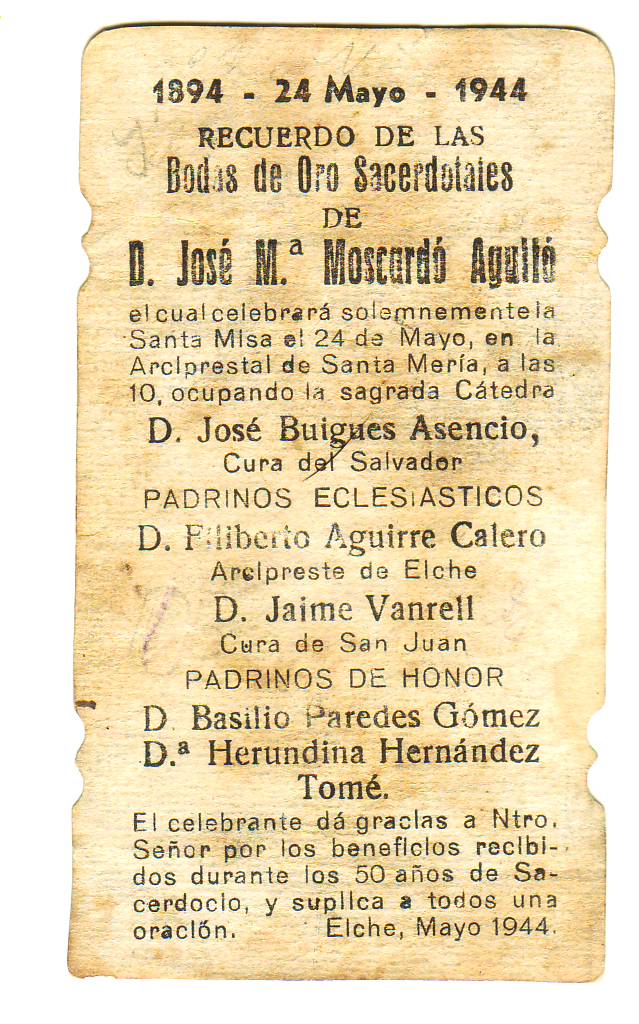 1894 - 24 Mayo - 1944
RECUERDO DE LAS
Bodas de Oro Sacerdotales
DE
D. José M.ª Moscardó Aguiló
el cual celebrará solemnemente la
Santa Misa el 24 de Mayo, en la
Arciprestal de Santa Mería, a las
10, ocupando la sagrada Cátedra
D. José Buigues Asencio,
Cura del Salvador
PADRINOS ECLESIASTICOS
D. Filiberto Aguirre Calero
Arcipreste de Elche
D. Jaime Vanrell
Cura de San Juan
PADRINOS DE HONOR
D. Basilio Paredes Gómez
D.ª Herundina Hernández
Tomé.
El celebrante dá gracias a Ntro.
Señor por los beneficios recibi-
dos durante los 50 años de Sa-
cerdocio, y suplica a todos una
oración. Elche, Mayo 1944.